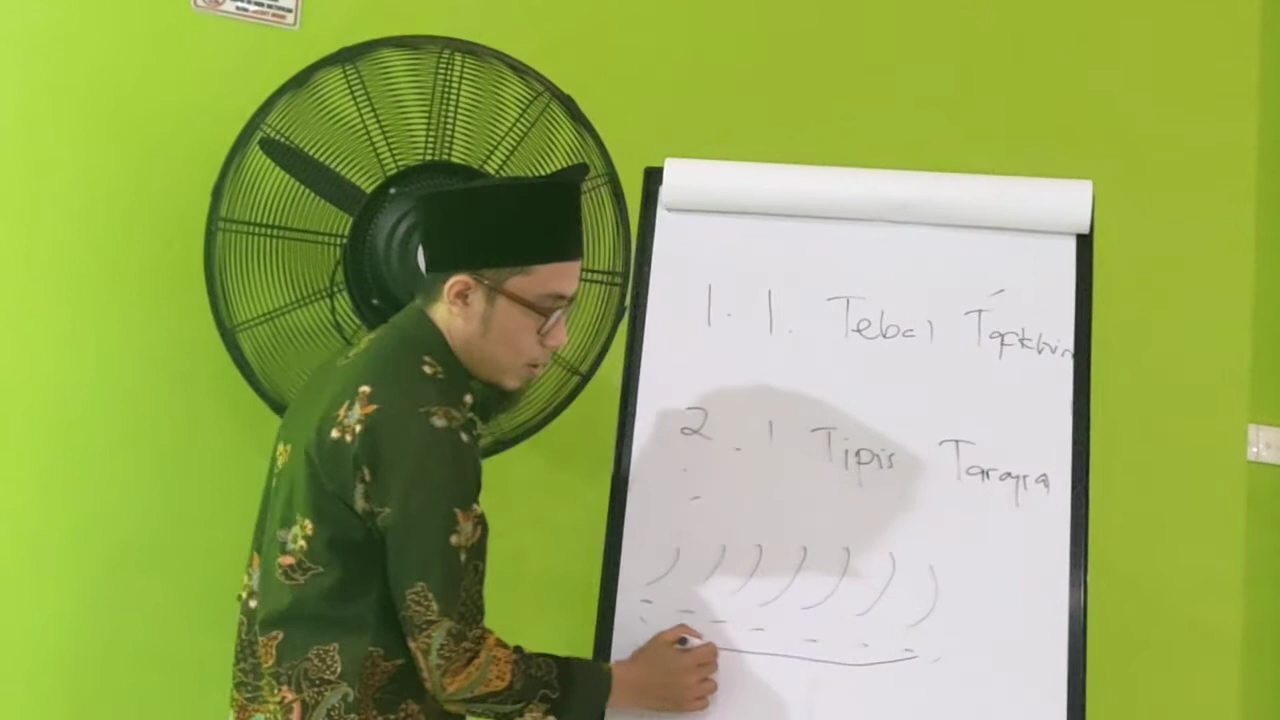 1. 1. Tebal Tafkhim
2. 1 Tipis Tarqiq
ر ر ر ر ر ر ر